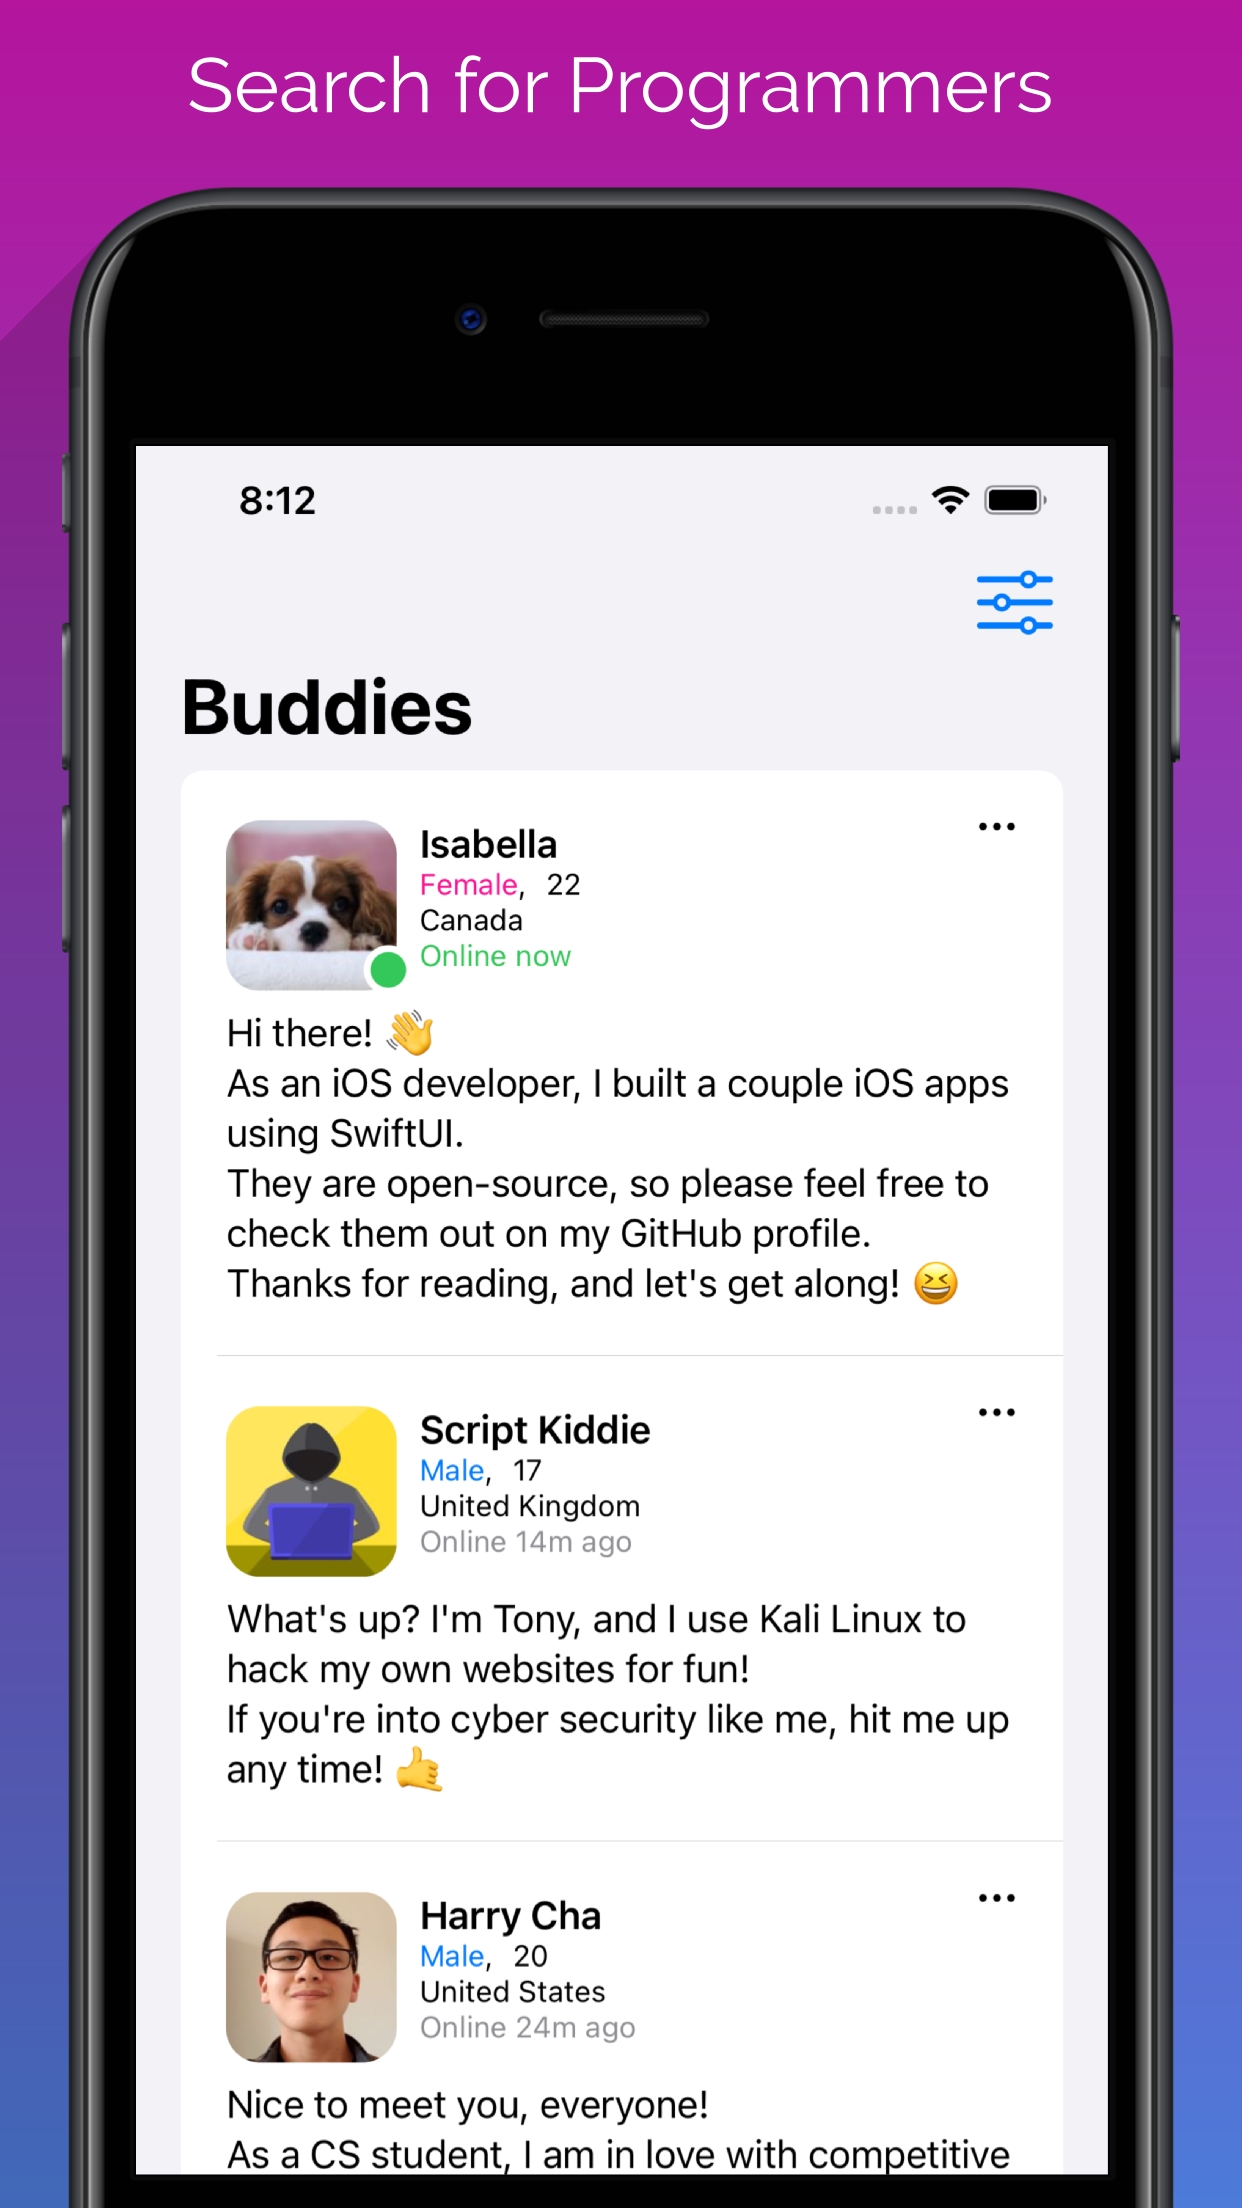 Search for Programmers
8:12
Buddies
Isabella
Female, 22
Canada
Online now
Hi there! 👋
As an iOS developer, I built a couple iOS apps
using SwiftUI.
They are open-source, so please feel free to
check them out on my GitHub profile.
Thanks for reading, and let's get along! 😆
Script Kiddie
Male, 17
United Kingdom
Online 14m ago
What's up? I'm Tony, and I use Kali Linux to
hack my own websites for fun!
If you're into cyber security like me, hit me up
any time! 🤙
Harry Cha
Male, 20
United States
Online 24m ago
Nice to meet you, everyone!
As a CS student, I am in love with competitive